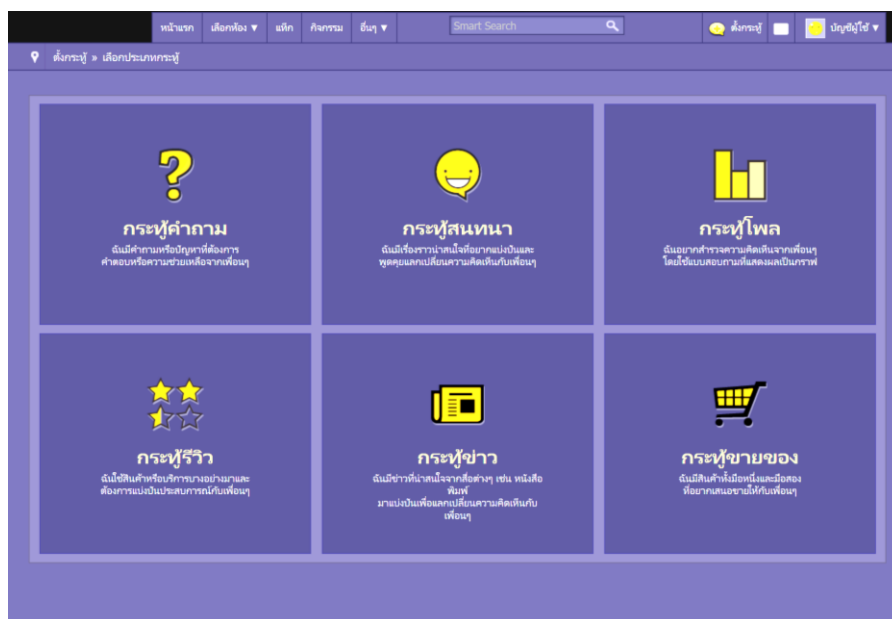 หน้าแรก เลือกห้อง ▼ แท็ก กิจกรรม อื่นๆ ▼ Smart Search ตั้งกระทู้ บัญชีผู้ใช้ ▼
ตั้งกระทู้ » เลือกประเภทกระทู้
กระทู้คำถาม
ฉันมีคำถามหรือปัญหาที่ต้องการ
คำตอบหรือความช่วยเหลือจากเพื่อนๆ
กระทู้สนทนา
ฉันมีเรื่องราวน่าสนใจที่อยากแบ่งปันและ
พูดคุยแลกเปลี่ยนความคิดเห็นกับเพื่อนๆ
กระทู้โพล
ฉันอยากสำรวจความคิดเห็นจากเพื่อนๆ
โดยใช้แบบสอบถามที่แสดงผลเป็นกราฟ
กระทู้รีวิว
ฉันใช้สินค้าหรือบริการบางอย่างมาและ
ต้องการแบ่งปันประสบการณ์กับเพื่อนๆ
กระทู้ข่าว
ฉันมีข่าวที่น่าสนใจจากสื่อต่างๆ เช่น หนังสือ
พิมพ์
มาแบ่งปันเพื่อแลกเปลี่ยนความคิดเห็นกับ
เพื่อนๆ
กระทู้ขายของ
ฉันมีสินค้าทั้งมือหนึ่งและมือสอง
ที่อยากเสนอขายให้กับเพื่อนๆ